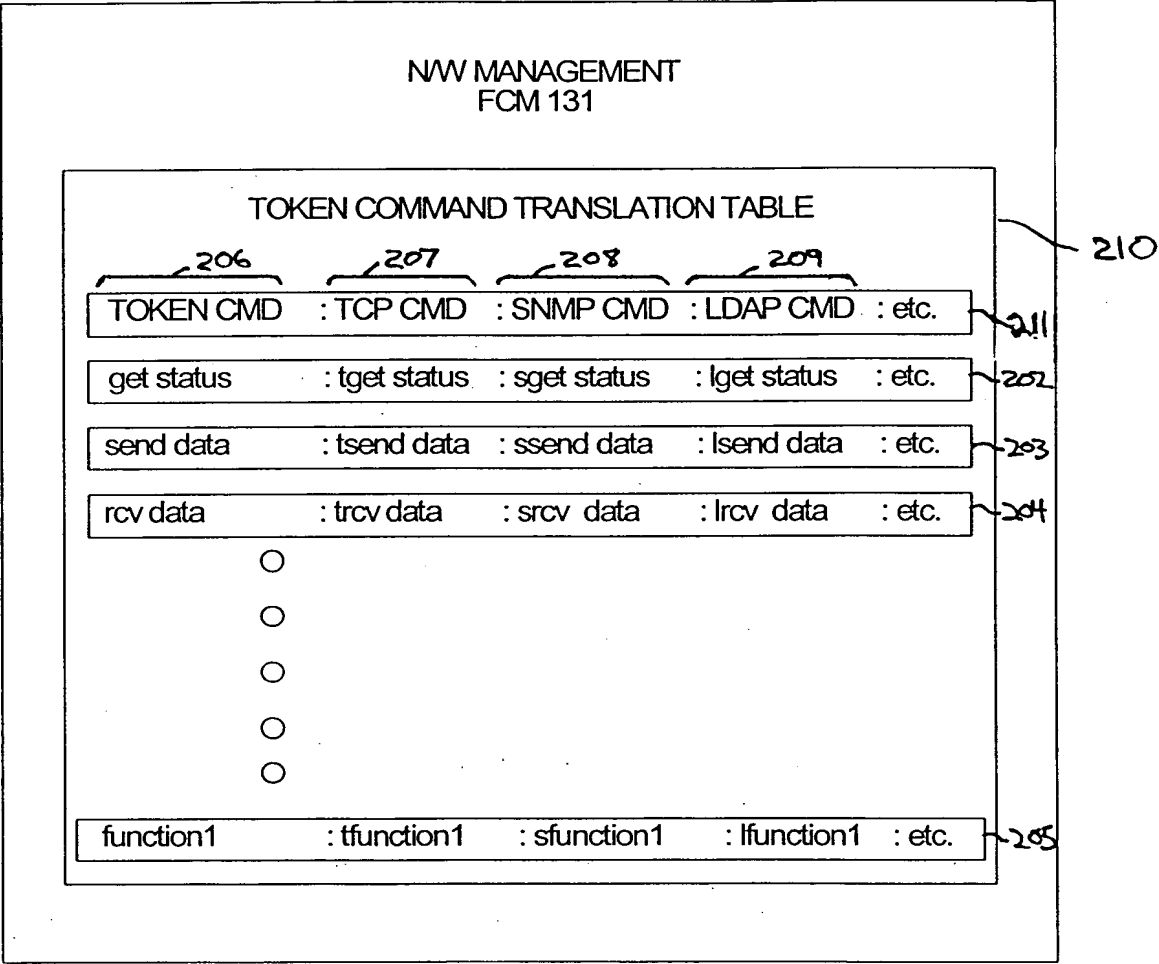 N/W MANAGEMENT
FCM 131
TOKEN COMMAND TRANSLATION TABLE
210
206 207 208 209
TOKEN CMD : TCP CMD : SNMP CMD : LDAP CMD : etc. 211
get status : tget status : sget status : lget status : etc. 202
send data : tsend data : ssend data : lsend data : etc. 203
rcv data : trcv data : srcv data : lrcv data : etc. 204
function1 : tfunction1 : sfunction1 : lfunction1 : etc. 205